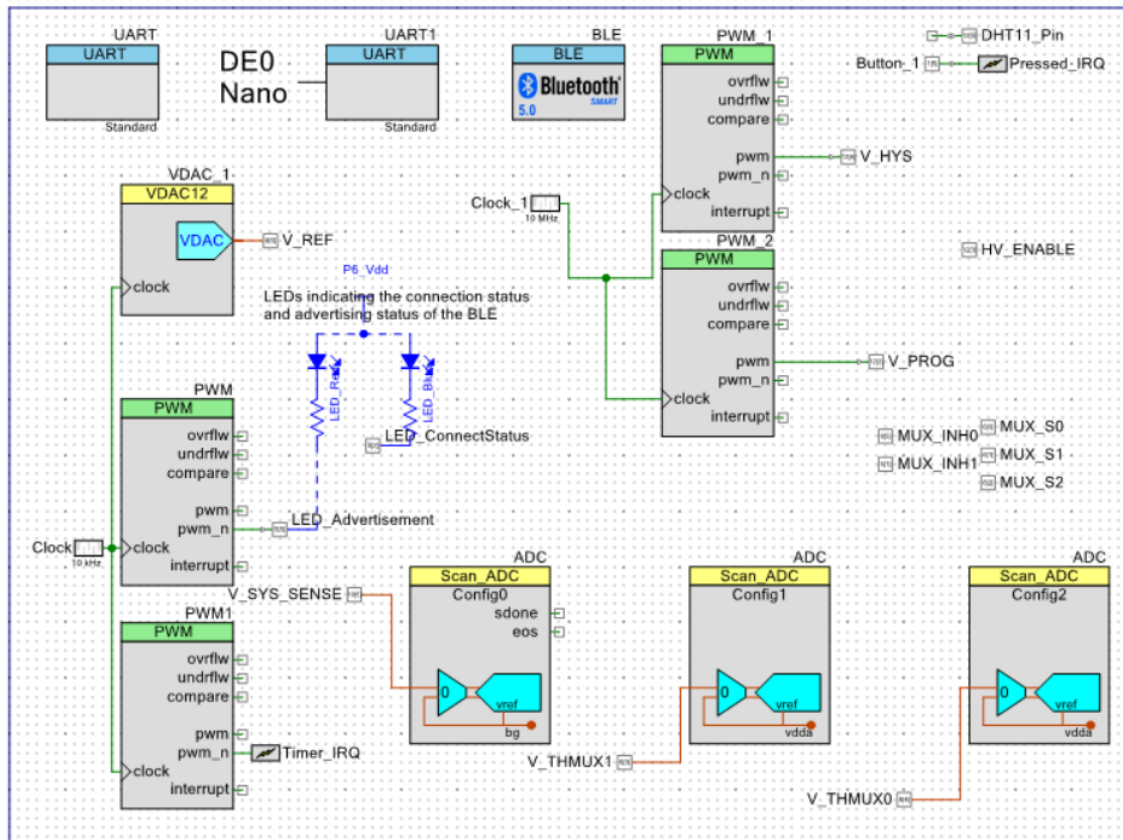 UART
UART
Standard
DE0
Nano
UART1
UART
Standard
BLE
BLE
Bluetooth
SMART
5.0
PWM_1
PWM
ovrflw
undrflw
compare
pwm
pwm_n
clock
interrupt
V_HYS
DHT11_Pin
Button_1
Pressed_IRQ
Clock_1
10 MHz
VDAC_1
VDAC12
VDAC
V_REF
clock
PWM_2
PWM
ovrflw
undrflw
compare
pwm
pwm_n
clock
interrupt
V_PROG
HV_ENABLE
P6_Vdd
LEDs indicating the connection status
and advertising status of the BLE
LED_ConnectStatus
PWM
PWM
ovrflw
undrflw
compare
pwm
pwm_n
clock
interrupt
LED_Advertisement
Clock
10 kHz
MUX_INH0
MUX_INH1
MUX_S0
MUX_S1
MUX_S2
PWM1
PWM
ovrflw
undrflw
compare
pwm
pwm_n
clock
interrupt
Timer_IRQ
V_SYS_SENSE
ADC
Scan_ADC
Config0
sdone
eos
0
vref
bg
V_THMUX1
ADC
Scan_ADC
Config1
0
vref
vdda
V_THMUX0
ADC
Scan_ADC
Config2
0
vref
vdda